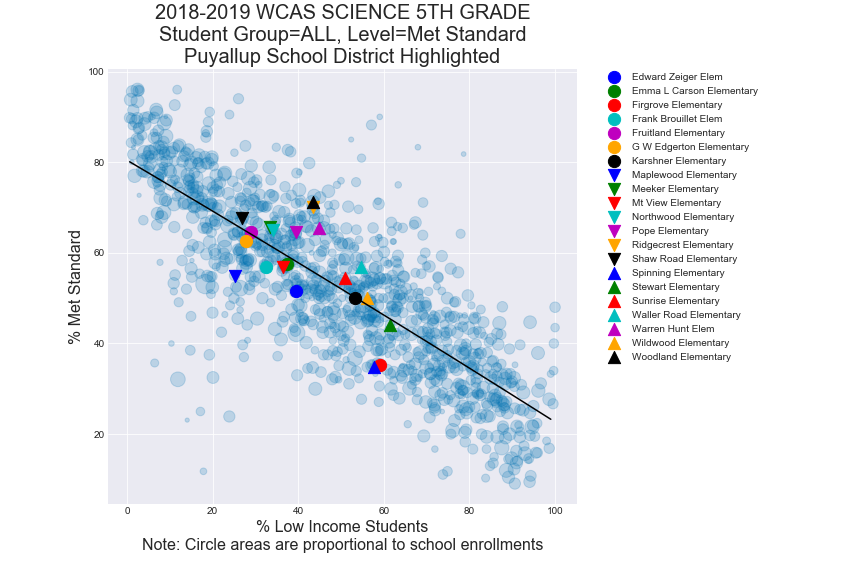 2018-2019 WCAS SCIENCE 5TH GRADE
Student Group=ALL, Level=Met Standard
Puyallup School District Highlighted
% Met Standard
100
80
60
40
20
0
20
40
60
80
100
% Low Income Students
Note: Circle areas are proportional to school enrollments
Edward Zeiger Elem
Emma L Carson Elementary
Firgrove Elementary
Frank Brouillet Elem
Fruitland Elementary
G W Edgerton Elementary
Karshner Elementary
Maplewood Elementary
Meeker Elementary
Mt View Elementary
Northwood Elementary
Pope Elementary
Ridgecrest Elementary
Shaw Road Elementary
Spinning Elementary
Stewart Elementary
Sunrise Elementary
Waller Road Elementary
Warren Hunt Elem
Wildwood Elementary
Woodland Elementary